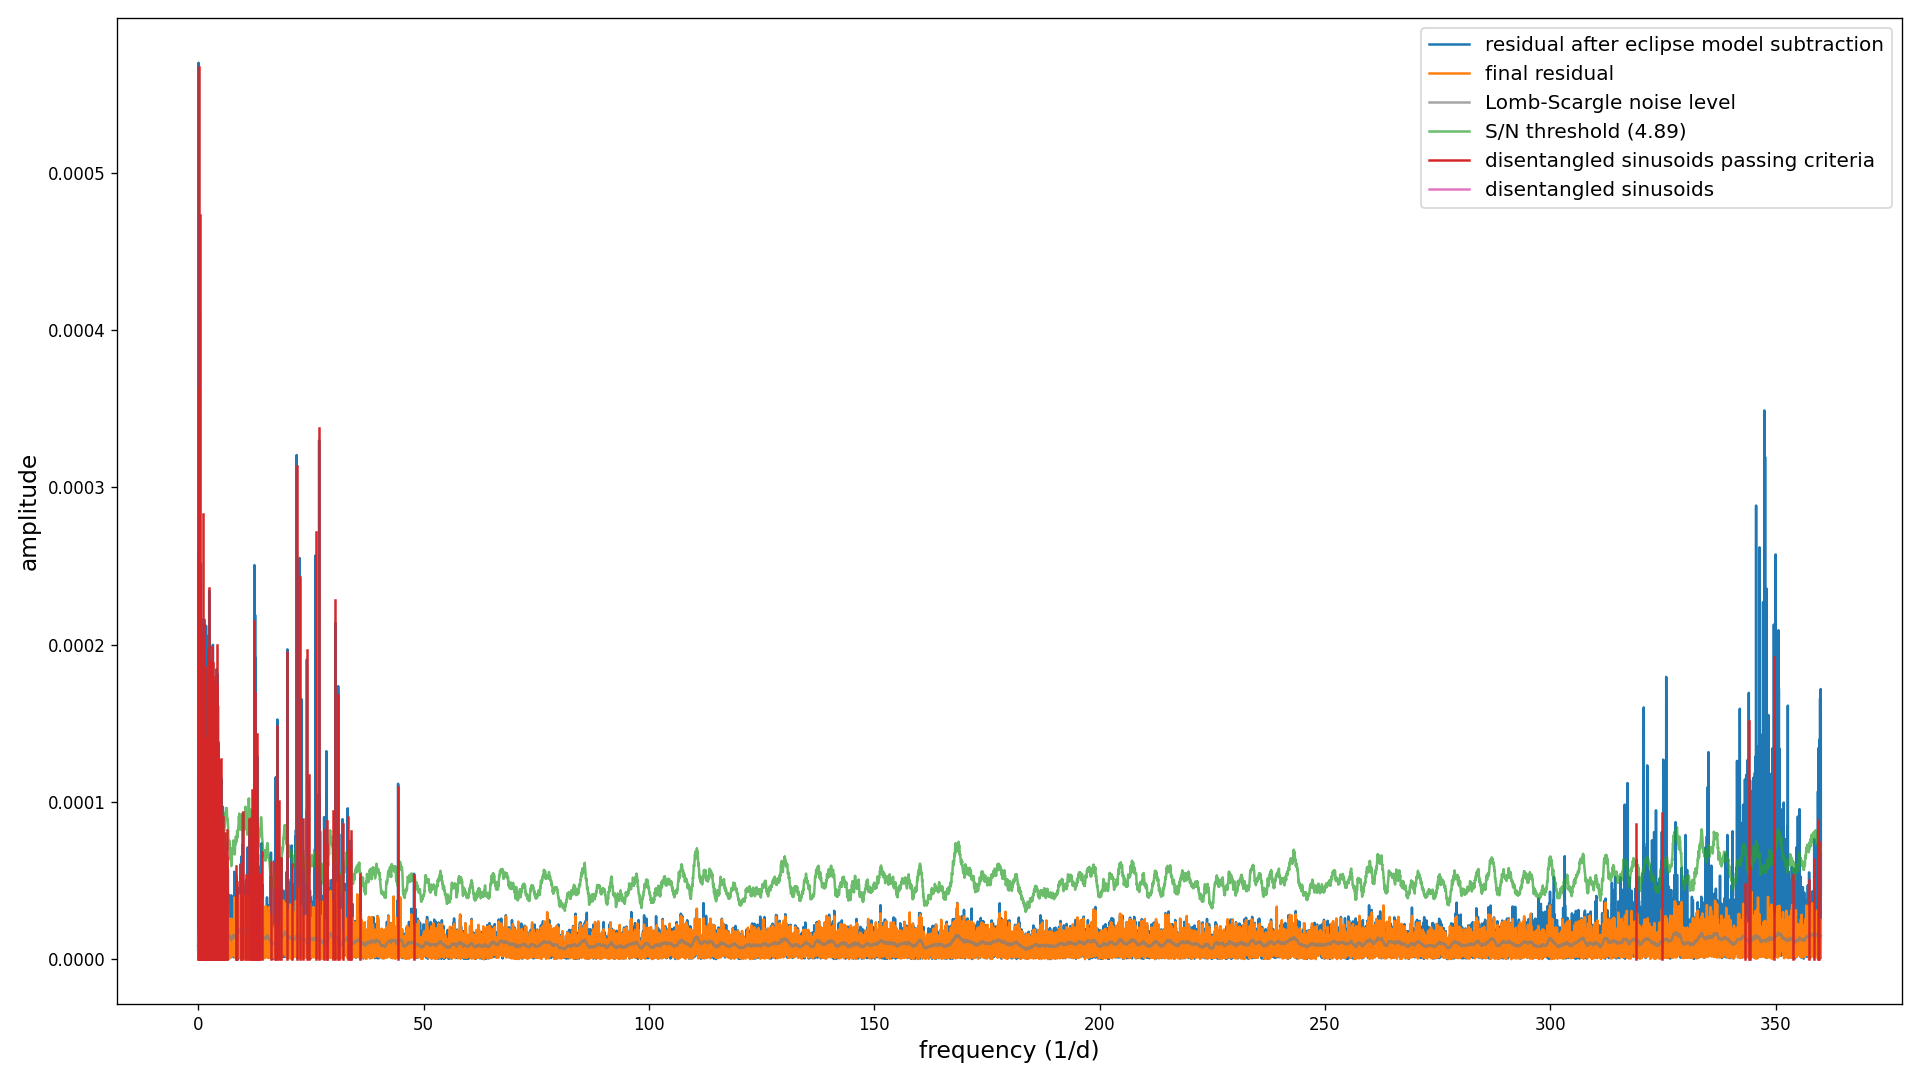 residual after eclipse model subtraction
final residual
Lomb-Scargle noise level
S/N threshold (4.89)
disentangled sinusoids passing criteria
disentangled sinusoids
amplitude
0.0005
0.0004
0.0003
0.0002
0.0001
0.0000
0 50 100 150 200 250 300 350
frequency (1/d)